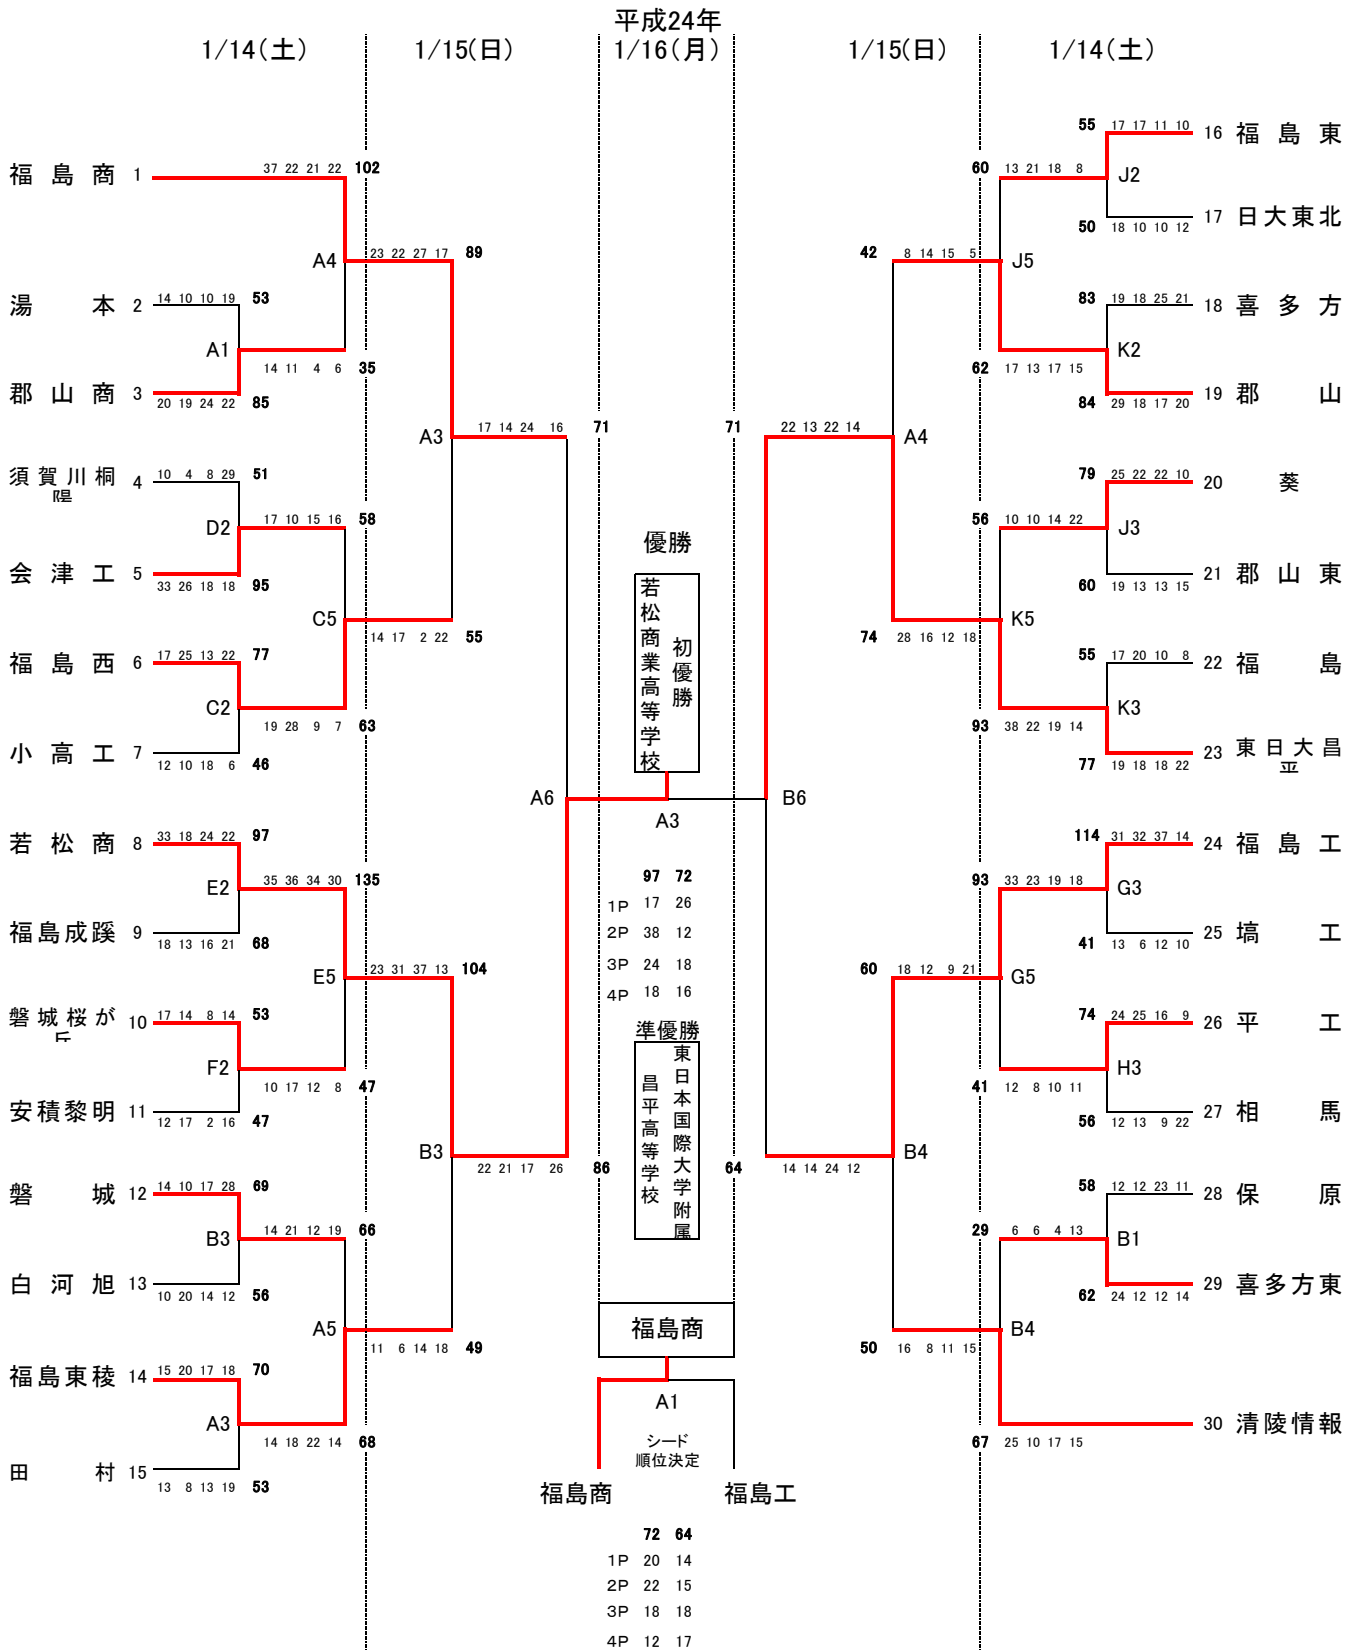 平成24年
1/14(土) 1/15(日) 1/16(月) 1/15(日) 1/14(土)
福島商 1
37 22 21 22 102
A4
湯本 2
14 10 10 19 53
A1
14 11 4 6 35
郡山商 3
20 19 24 22 85
23 22 27 17 89
A3
須賀川桐陽 4
10 4 8 29 51
D2
17 10 15 16 58
会津工 5
33 26 18 18 95
C5
14 17 2 22 55
福島西 6
17 25 13 22 77
C2
19 28 9 7 63
小高工 7
12 10 18 6 46
17 14 24 16 71
A6
若松商 8
33 18 24 22 97
E2
35 36 34 30 135
福島成蹊 9
18 13 16 21 68
E5
23 31 37 13 104
磐城桜が丘 10
17 14 8 14 53
F2
10 17 12 8 47
安積黎明 11
12 17 2 16 47
B3
22 21 17 26 86
磐城 12
14 10 17 28 69
B3
14 21 12 19 66
白河旭 13
10 20 14 12 56
A5
11 6 14 18 49
福島東稜 14
15 20 17 18 70
A3
14 18 22 14 68
田村 15
13 8 13 19 53
優勝
若松商業高等学校
初優勝
A3
97 72
1P 17 26
2P 38 12
3P 24 18
4P 18 16
準優勝
東日本国際大学附属
昌平高等学校
福島商
A1
シード
順位決定
福島商 福島工
72 64
1P 20 14
2P 22 15
3P 18 18
4P 12 17
55 17 17 11 10
16 福島東
J2
60 13 21 18 8
50 18 10 10 12
17 日大東北
42 8 14 15 5
J5
83 19 18 25 21
18 喜多方
K2
62 17 13 17 15
84 29 18 17 20
19 郡山
71 22 13 22 14
A4
79 25 22 22 10
20 葵
J3
56 10 10 14 22
60 19 13 13 15
21 郡山東
74 28 16 12 18
K5
55 17 20 10 8
22 福島
K3
93 38 22 19 14
77 19 18 18 22
23 東日大昌平
B6
114 31 32 37 14
24 福島工
G3
93 33 23 19 18
41 13 6 12 10
25 塙工
60 18 12 9 21
G5
74 24 25 16 9
26 平工
H3
41 12 8 10 11
56 12 13 9 22
27 相馬
64 14 14 24 12
B4
58 12 12 23 11
28 保原
B1
29 6 6 4 13
62 24 12 12 14
29 喜多方東
50 16 8 11 15
B4
67 25 10 17 15
30 清陵情報